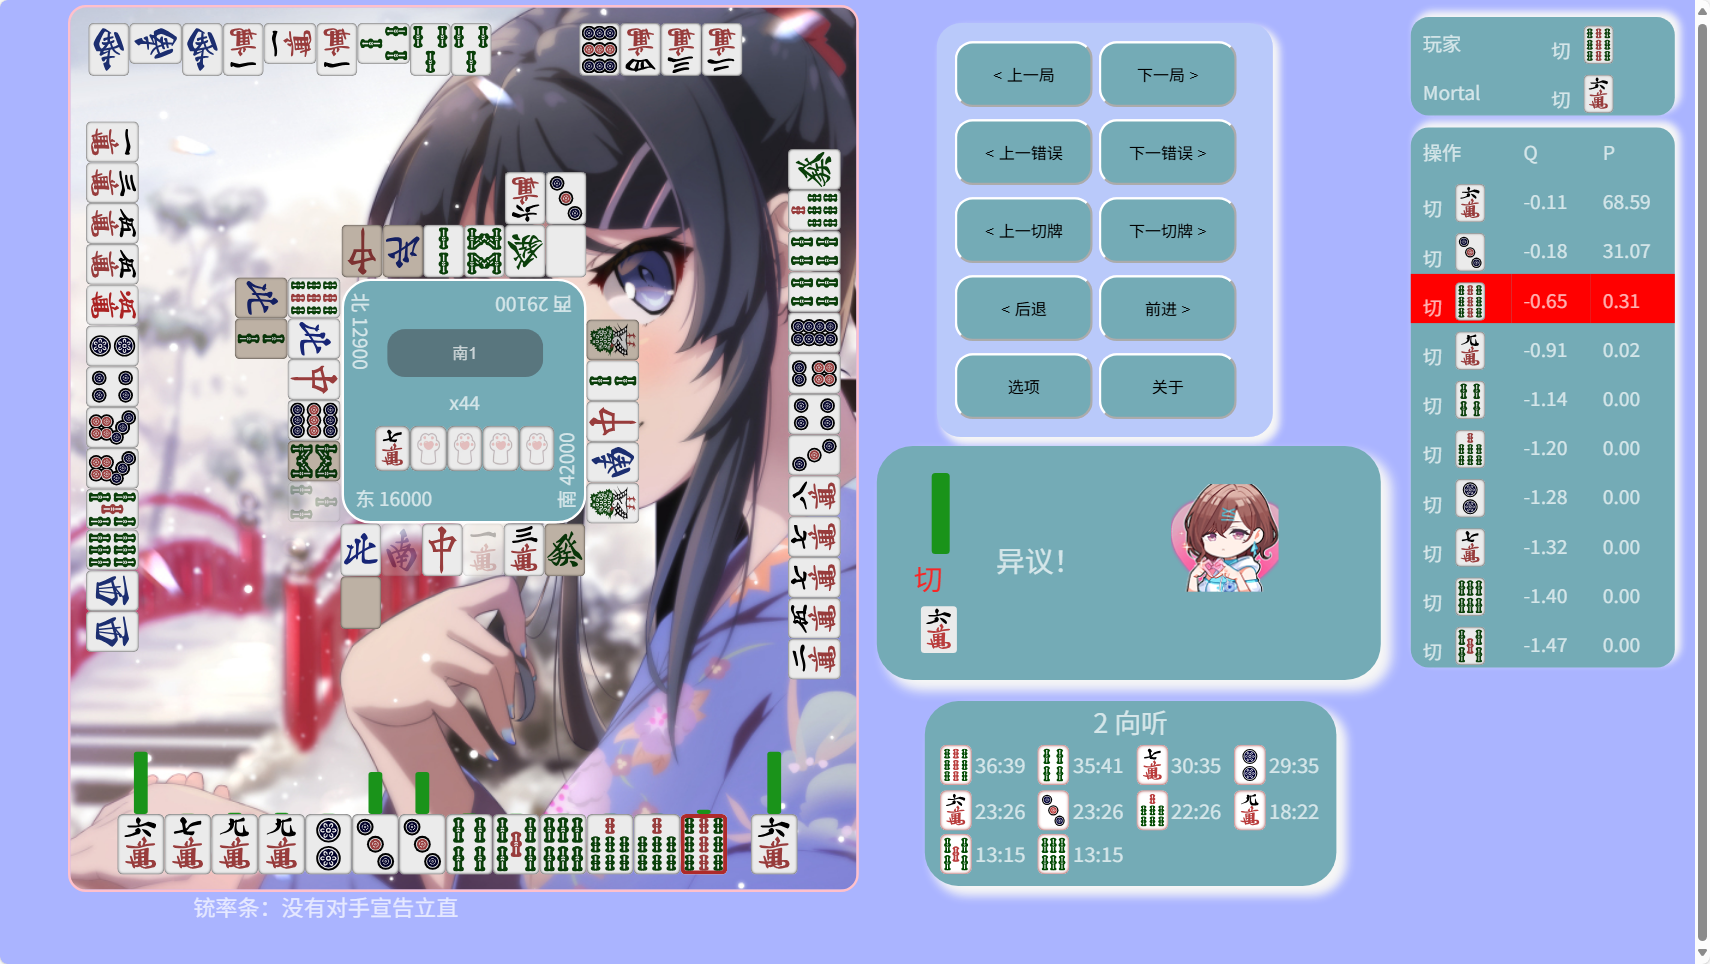 北 12900
西 29100
南1
x44
东 16000
南 42000
铳率条：没有对手宣告立直
< 上一局
下一局 >
< 上一错误
下一错误 >
< 上一切牌
下一切牌 >
< 后退
前进 >
选项
关于
切
异议！
2 向听
36:39 35:41 30:35 29:35
23:26 23:26 22:26 18:22
13:15 13:15
玩家 切
Mortal 切
操作 Q P
切 -0.11 68.59
切 -0.18 31.07
切 -0.65 0.31
切 -0.91 0.02
切 -1.14 0.00
切 -1.20 0.00
切 -1.28 0.00
切 -1.32 0.00
切 -1.40 0.00
切 -1.47 0.00